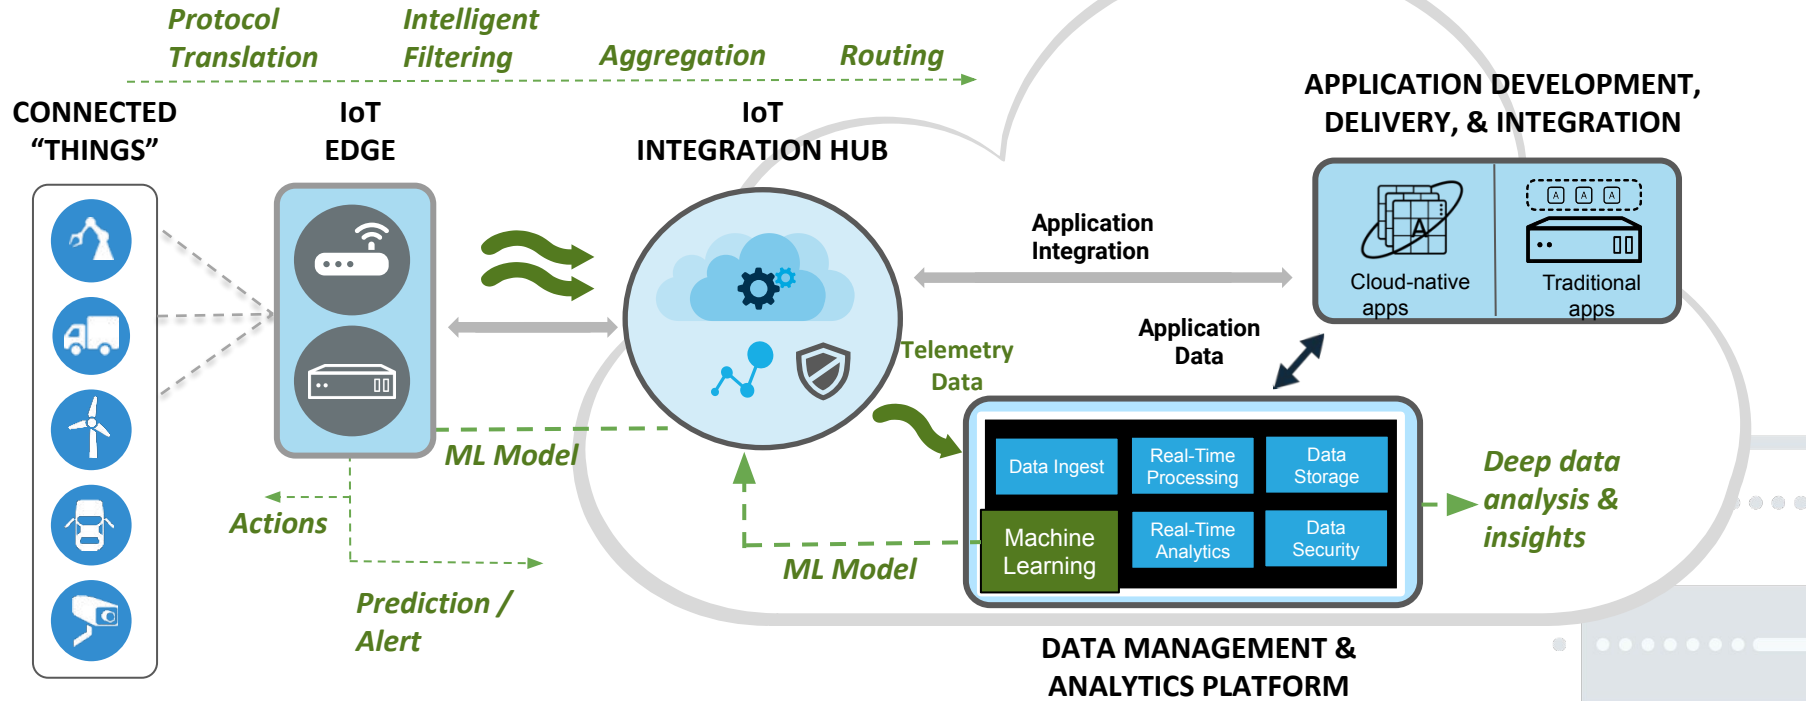 Protocol
Translation
Intelligent
Filtering
Aggregation
Routing
CONNECTED
“THINGS”
IoT
EDGE
IoT
INTEGRATION HUB
APPLICATION DEVELOPMENT,
DELIVERY, & INTEGRATION
A
A A A
Cloud-native
apps
Traditional
apps
Application
Integration
Application
Data
Telemetry
Data
ML Model
Actions
Prediction /
Alert
ML Model
Data Ingest
Real-Time
Processing
Data
Storage
Machine
Learning
Real-Time
Analytics
Data
Security
Deep data
analysis &
insights
DATA MANAGEMENT &
ANALYTICS PLATFORM